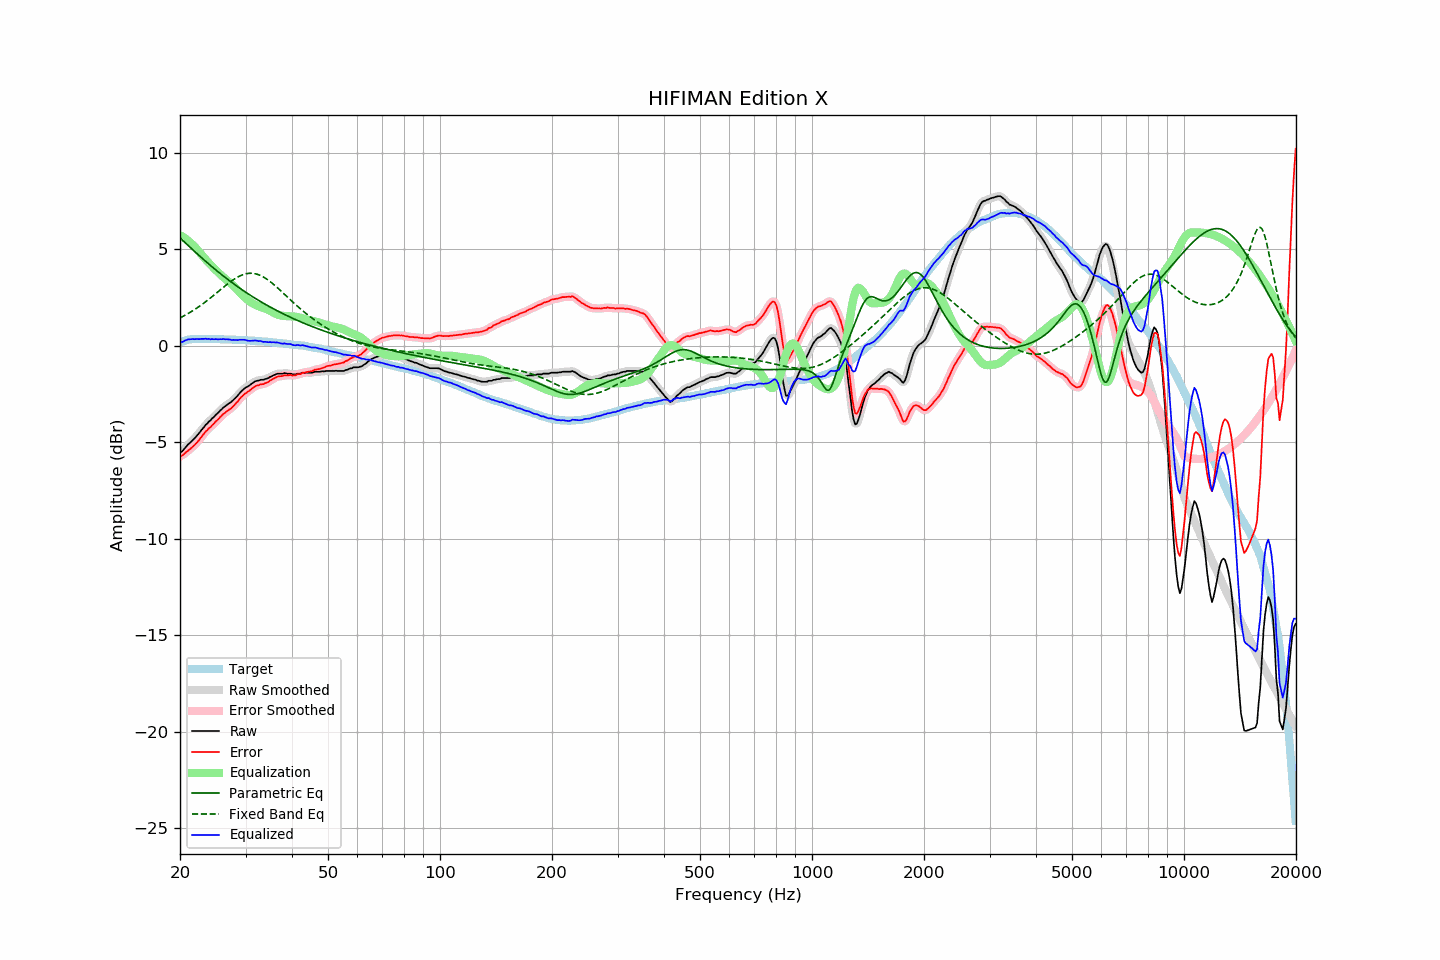 HIFIMAN Edition X
Amplitude (dBr)
10
5
0
−5
−10
−15
−20
−25
Target
Raw Smoothed
Error Smoothed
Raw
Error
Equalization
Parametric Eq
Fixed Band Eq
Equalized
20 50 100 200 500 1000 2000 5000 10000 20000
Frequency (Hz)